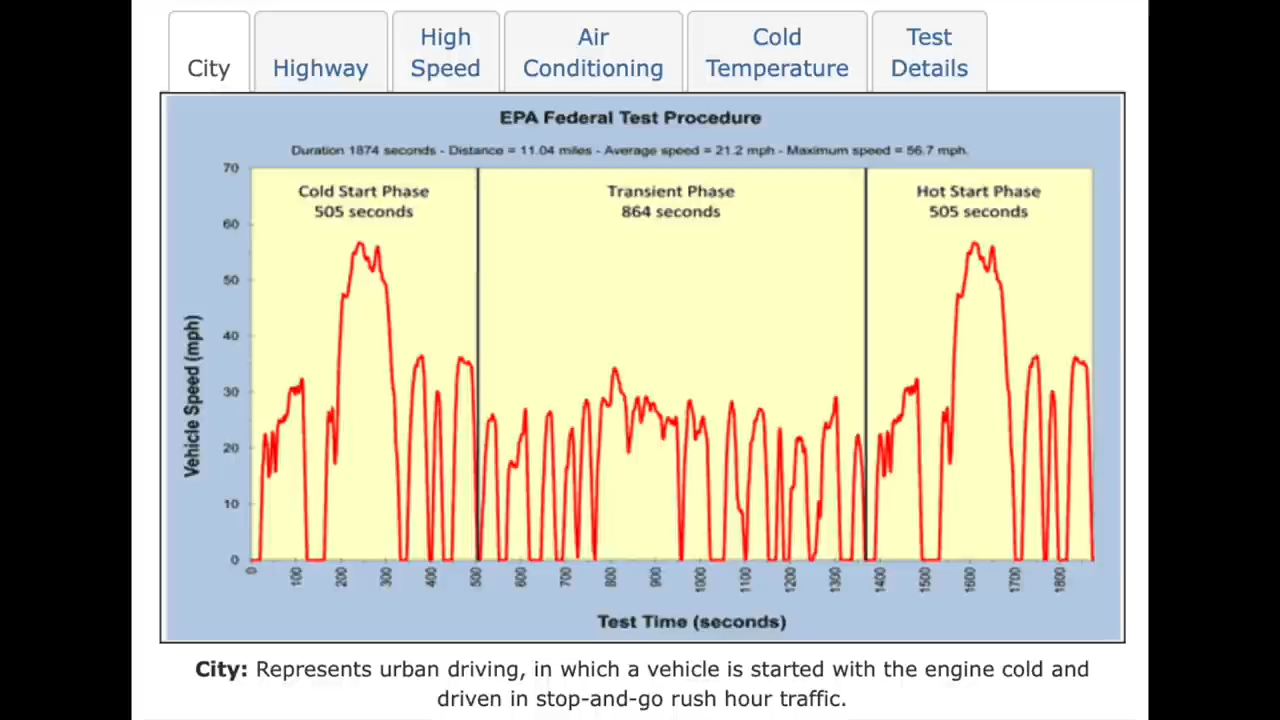 City
Highway
High
Speed
Air
Conditioning
Cold
Temperature
Test
Details
EPA Federal Test Procedure
Duration 1874 seconds - Distance = 11.04 miles - Average speed = 21.2 mph - Maximum speed = 56.7 mph.
Cold Start Phase
505 seconds
Transient Phase
864 seconds
Hot Start Phase
505 seconds
Vehicle Speed (mph)
70
60
50
40
30
20
10
0
0 100 200 300 400 500 600 700 800 900 1000 1100 1200 1300 1400 1500 1600 1700 1800
Test Time (seconds)
City: Represents urban driving, in which a vehicle is started with the engine cold and
driven in stop-and-go rush hour traffic.